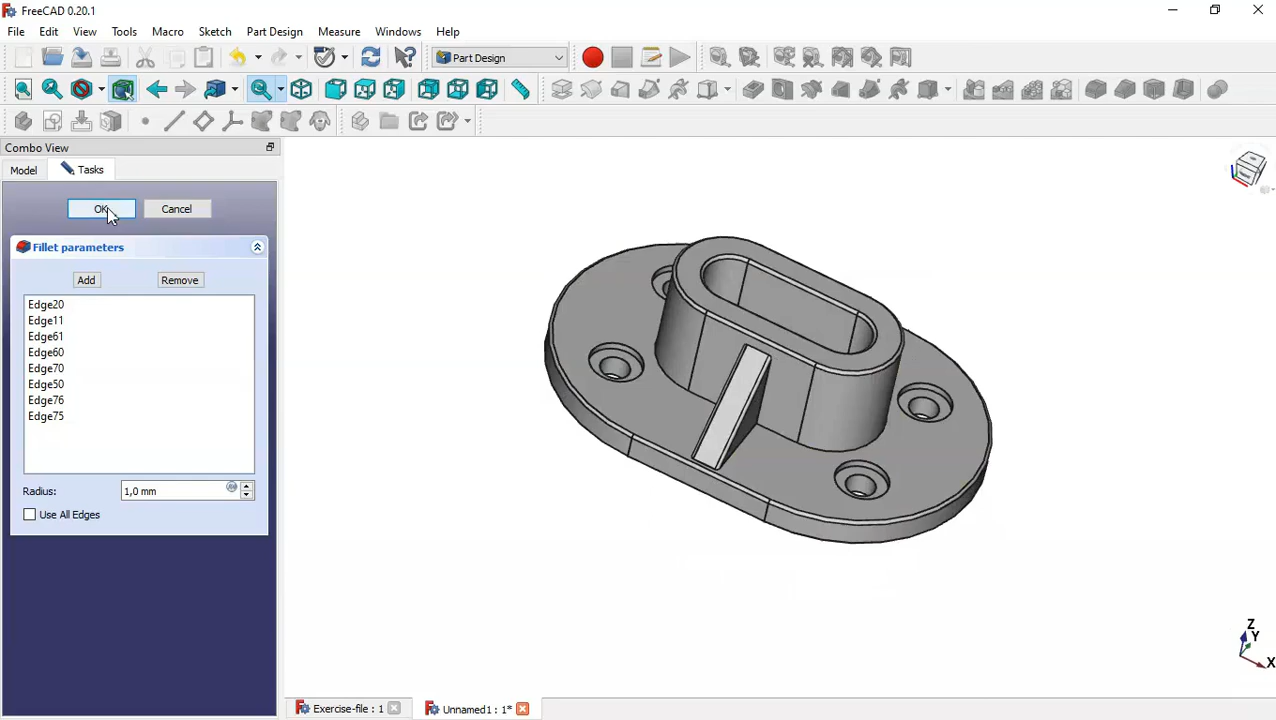 FreeCAD 0.20.1
File Edit View Tools Macro Sketch Part Design Measure Windows Help
Part Design
Combo View
Model Tasks
OK Cancel
Fillet parameters
Add Remove
Edge20
Edge11
Edge61
Edge60
Edge70
Edge50
Edge76
Edge75
Radius: 1,0 mm
Use All Edges
Z
Y
X
Exercise-file : 1 Unnamed1 : 1*